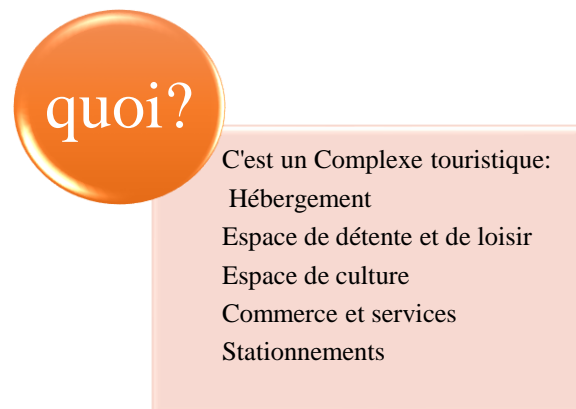 quoi?
C'est un Complexe touristique:
Hébergement
Espace de détente et de loisir
Espace de culture
Commerce et services
Stationnements